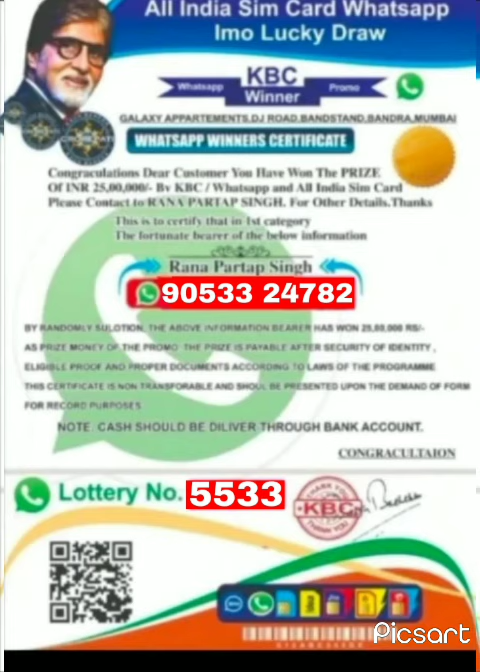 All India Sim Card Whatsapp
Imo Lucky Draw
Whatsapp
KBC
Winner
Promo
GALAXY APPARTEMENTS,DJ ROAD,BANDSTAND,BANDRA,MUMBAI
WHATSAPP WINNERS CERTIFICATE
Congraculations Dear Customer You Have Won The PRIZE
Of INR 25,00,000/- By KBC / Whatsapp and All India Sim Card
Please Contact to RANA PARTAP SINGH. For Other Details.Thanks
This is to certify that in 1st category
The fortunate bearer of the below information
Rana Partap Singh
90533 24782
BY RANDOMLY SULOTION, THE ABOVE INFORMATION BEARER HAS WON 25,00,000 RS/-
AS PRIZE MONEY OF THE PROMO. THE PRIZE IS PAYABLE AFTER SECURITY OF IDENTITY ,
ELIGIBLE PROOF AND PROPER DOCUMENTS ACCORDING TO LAWS OF THE PROGRAMME
THIS CERTIFICATE IS NON TRANSFORABLE AND SHOUL BE PRESENTED UPON THE DEMAND OF FORM
FOR RECORD PURPOSES
NOTE. CASH SHOULD BE DILIVER THROUGH BANK ACCOUNT.
CONGRACULTAION
Lottery No. 5533
THANK YOU
KBC
THANK YOU
Picsart